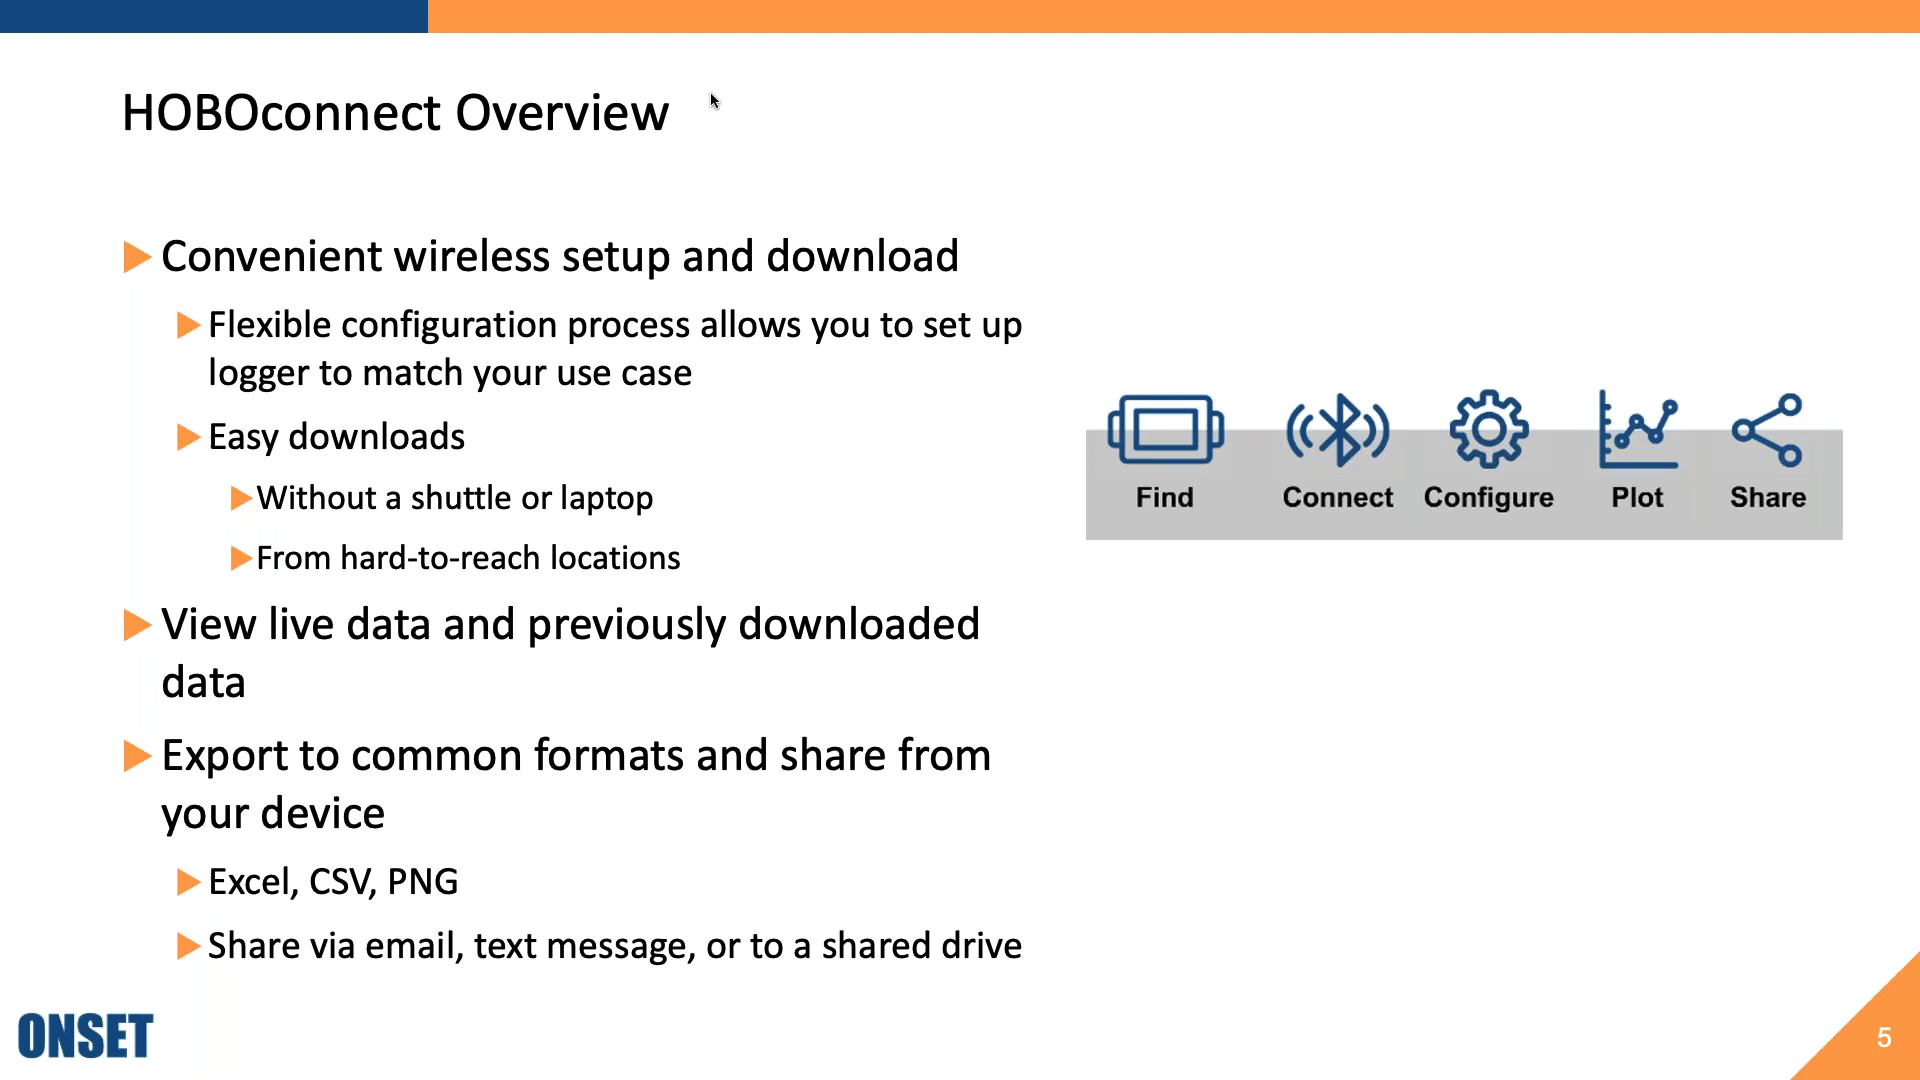 HOBOconnect Overview
Convenient wireless setup and download
Flexible configuration process allows you to set up
logger to match your use case
Easy downloads
Without a shuttle or laptop
From hard-to-reach locations
View live data and previously downloaded
data
Export to common formats and share from
your device
Excel, CSV, PNG
Share via email, text message, or to a shared drive
Find Connect Configure Plot Share
ONSET
5